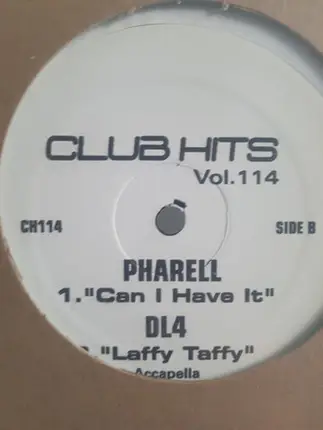 CLUB HITS
Vol.114
CH114
SIDE B
PHARELL
1."Can I Have It"
DL4
"Laffy Taffy"
Accapella